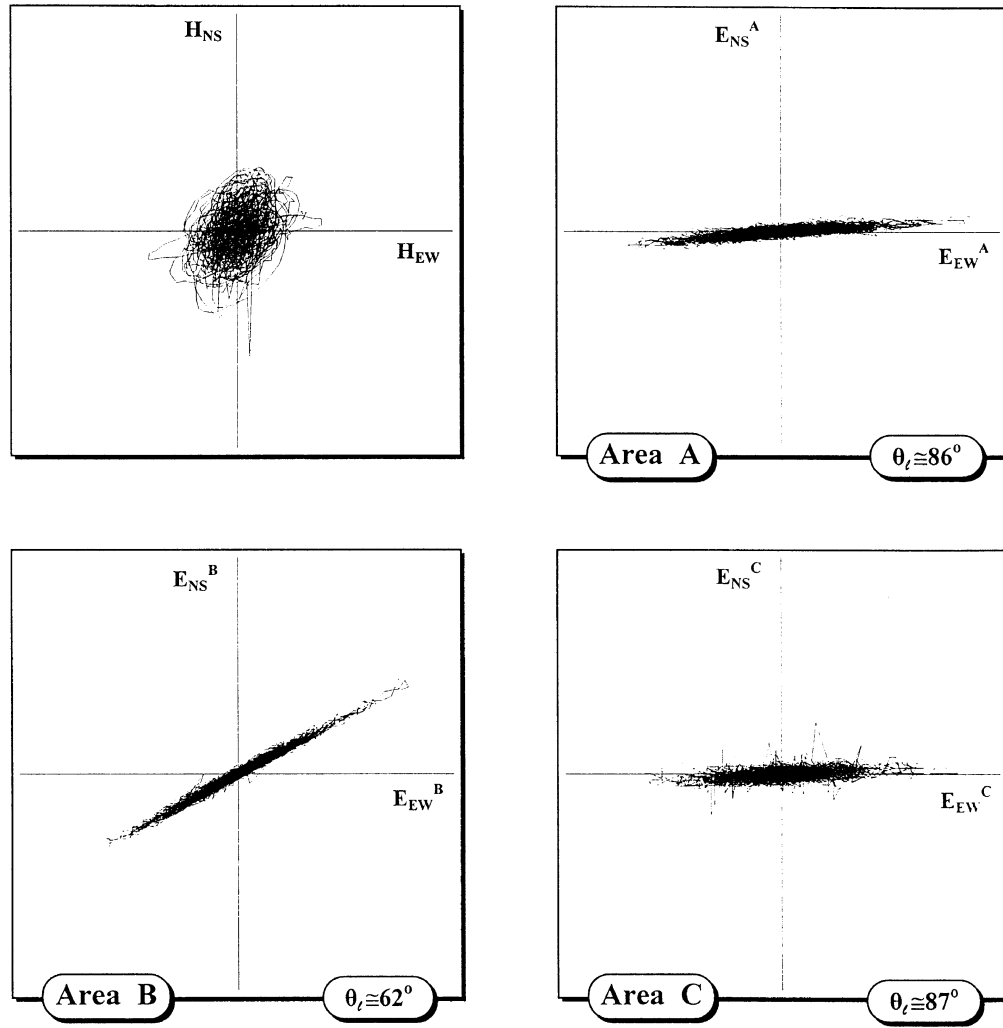 H_NS
H_EW
E_NS^A
E_EW^A
Area A
θ_ℓ≅86°
E_NS^B
E_EW^B
Area B
θ_ℓ≅62°
E_NS^C
E_EW^C
Area C
θ_ℓ≅87°